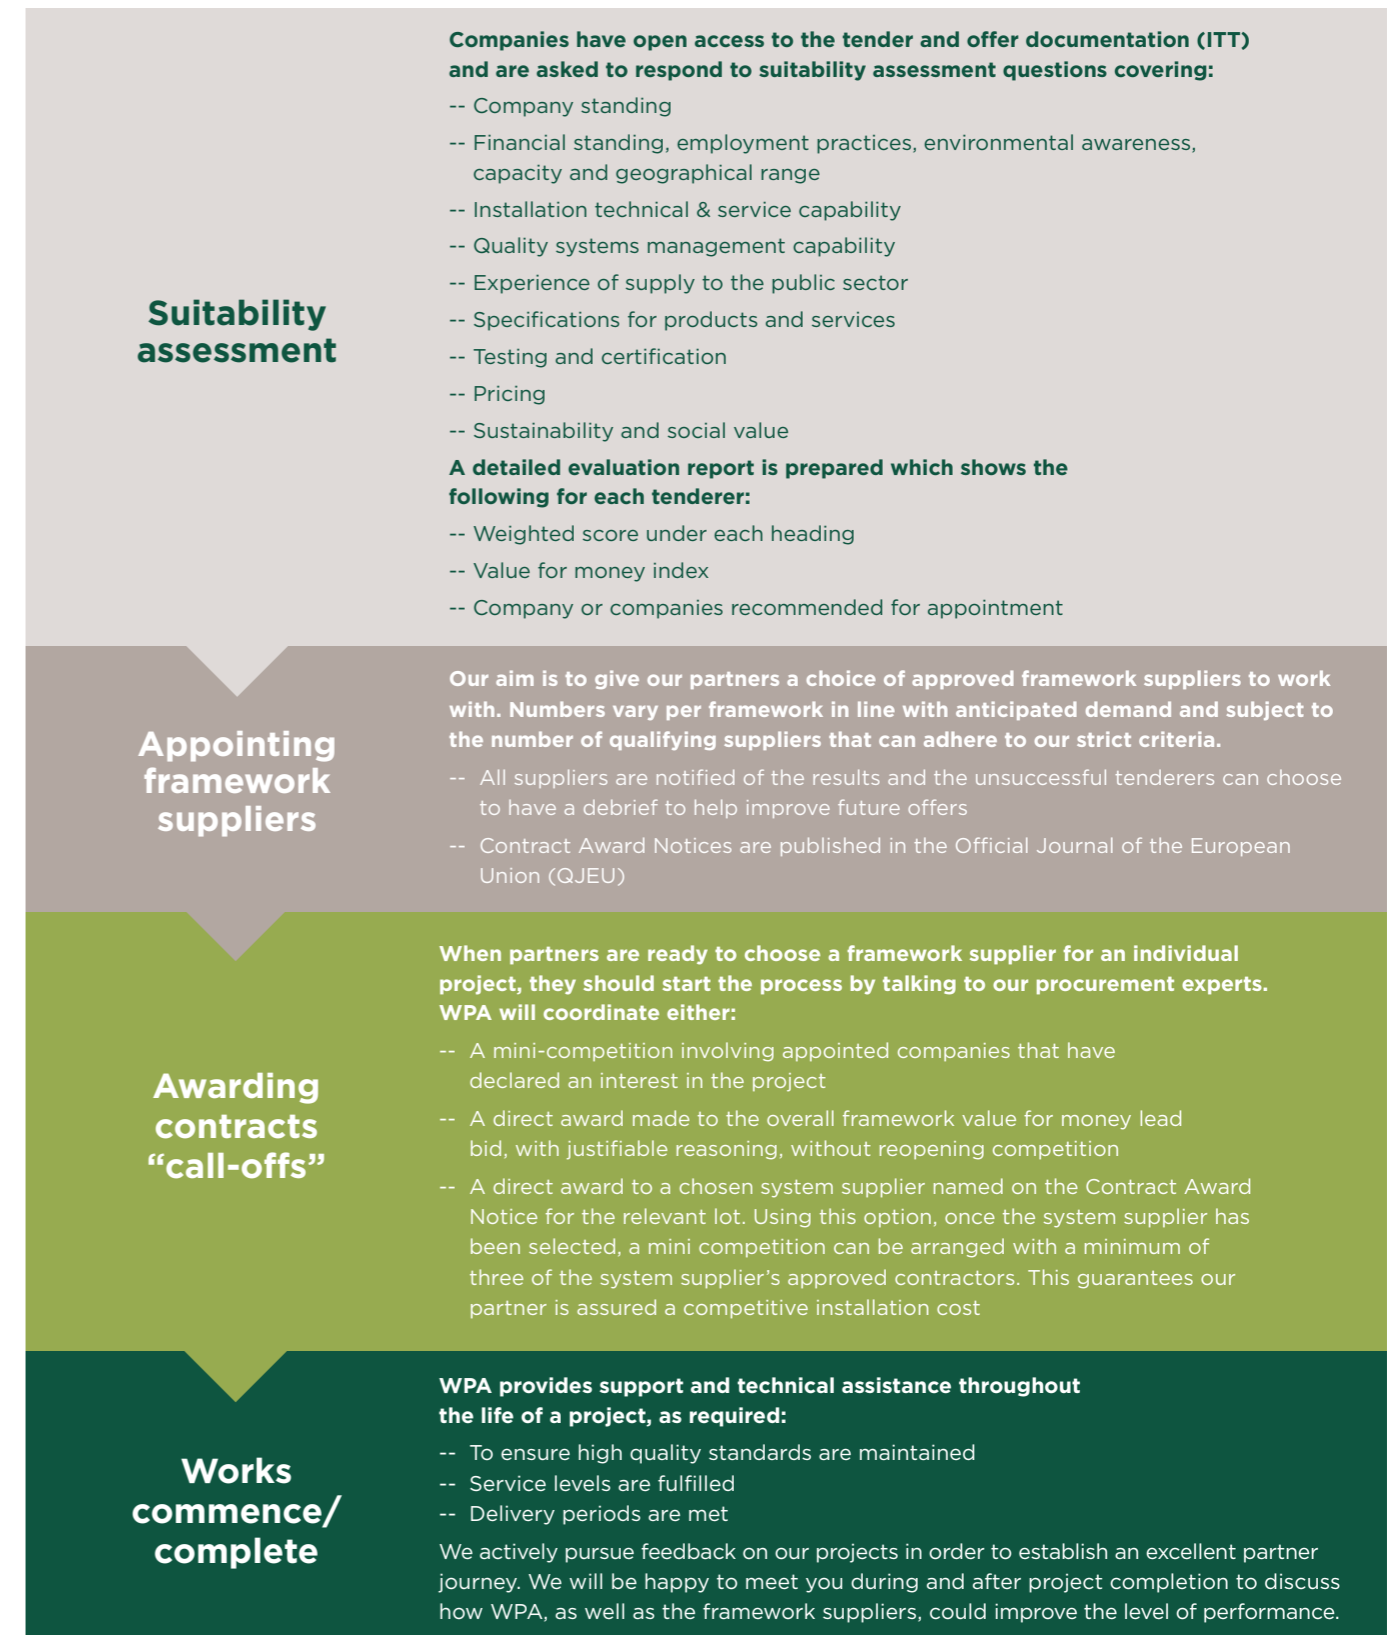 Suitability
assessment
Companies have open access to the tender and offer documentation (ITT)
and are asked to respond to suitability assessment questions covering:
-- Company standing
-- Financial standing, employment practices, environmental awareness,
capacity and geographical range
-- Installation technical & service capability
-- Quality systems management capability
-- Experience of supply to the public sector
-- Specifications for products and services
-- Testing and certification
-- Pricing
-- Sustainability and social value
A detailed evaluation report is prepared which shows the
following for each tenderer:
-- Weighted score under each heading
-- Value for money index
-- Company or companies recommended for appointment
Appointing
framework
suppliers
Our aim is to give our partners a choice of approved framework suppliers to work
with. Numbers vary per framework in line with anticipated demand and subject to
the number of qualifying suppliers that can adhere to our strict criteria.
-- All suppliers are notified of the results and the unsuccessful tenderers can choose
to have a debrief to help improve future offers
-- Contract Award Notices are published in the Official Journal of the European
Union (QJEU)
Awarding
contracts
“call-offs”
When partners are ready to choose a framework supplier for an individual
project, they should start the process by talking to our procurement experts.
WPA will coordinate either:
-- A mini-competition involving appointed companies that have
declared an interest in the project
-- A direct award made to the overall framework value for money lead
bid, with justifiable reasoning, without reopening competition
-- A direct award to a chosen system supplier named on the Contract Award
Notice for the relevant lot. Using this option, once the system supplier has
been selected, a mini competition can be arranged with a minimum of
three of the system supplier’s approved contractors. This guarantees our
partner is assured a competitive installation cost
Works
commence/
complete
WPA provides support and technical assistance throughout
the life of a project, as required:
-- To ensure high quality standards are maintained
-- Service levels are fulfilled
-- Delivery periods are met
We actively pursue feedback on our projects in order to establish an excellent partner
journey. We will be happy to meet you during and after project completion to discuss
how WPA, as well as the framework suppliers, could improve the level of performance.